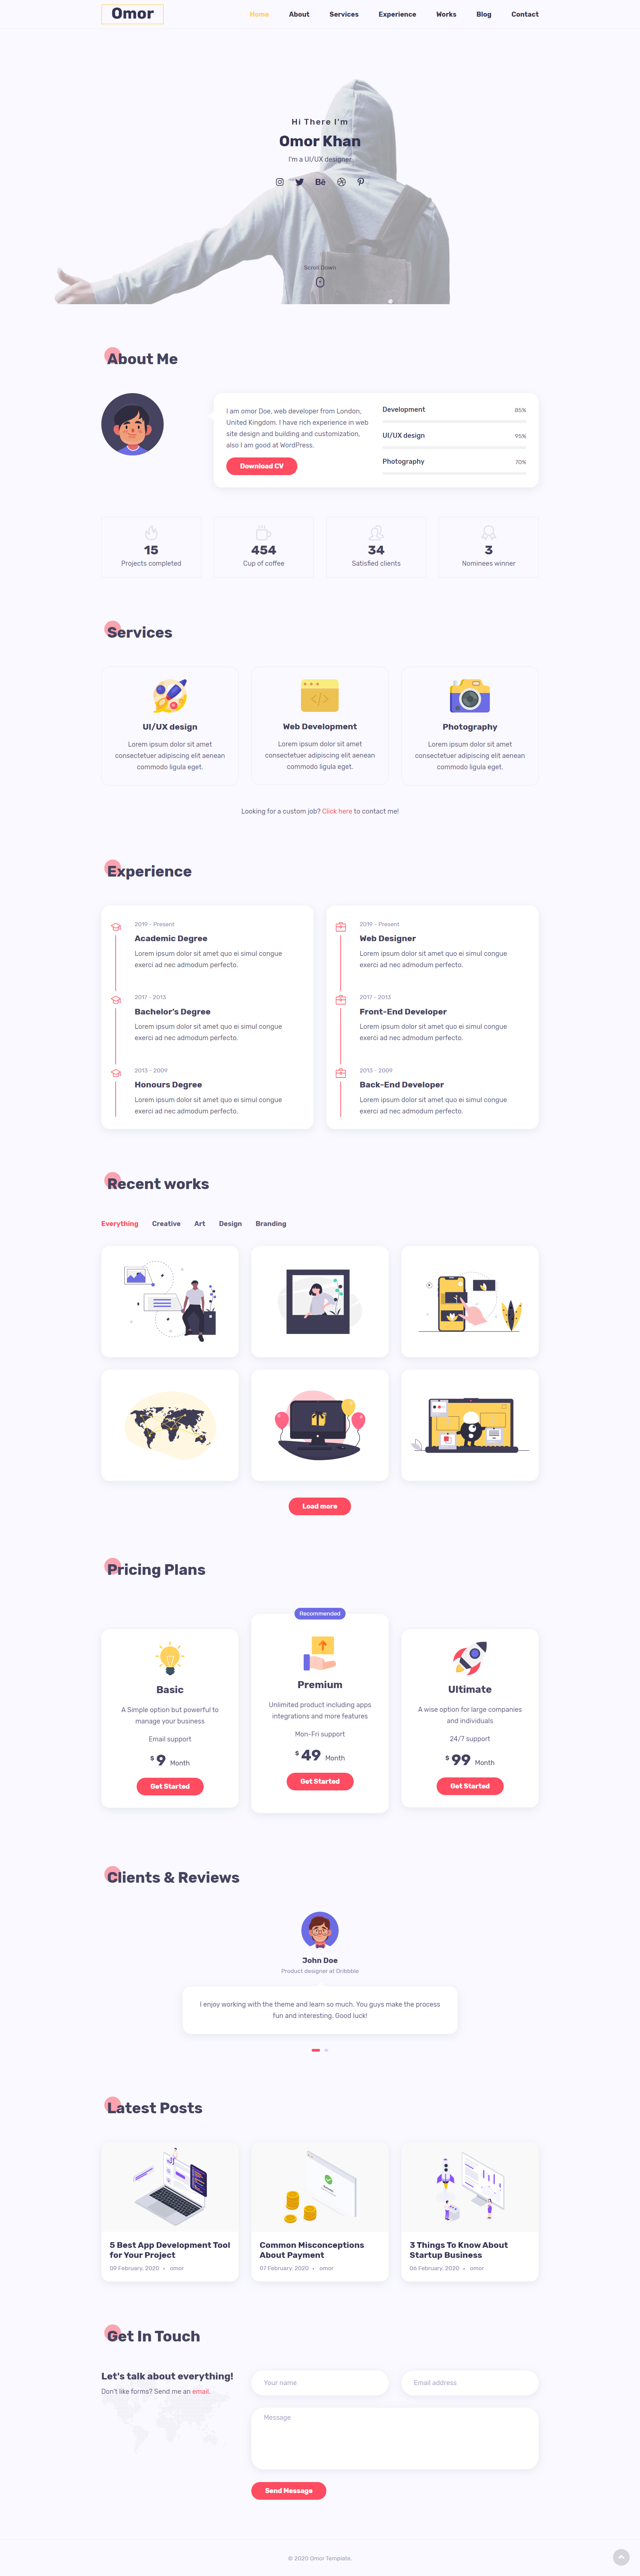 Omor
Home About Services Experience Works Blog Contact
Hi There I'm
Omor Khan
I'm a UI/UX designer
Bē
Scroll Down
About Me
I am omor Doe, web developer from London,
United Kingdom. I have rich experience in web
site design and building and customization,
also I am good at WordPress.
Download CV
Development 85%
UI/UX design 95%
Photography 70%
15
Projects completed
454
Cup of coffee
34
Satisfied clients
3
Nominees winner
Services
UI/UX design
Lorem ipsum dolor sit amet
consectetuer adipiscing elit aenean
commodo ligula eget.
Web Development
Lorem ipsum dolor sit amet
consectetuer adipiscing elit aenean
commodo ligula eget.
Photography
Lorem ipsum dolor sit amet
consectetuer adipiscing elit aenean
commodo ligula eget.
Looking for a custom job? Click here to contact me!
Experience
2019 - Present
Academic Degree
Lorem ipsum dolor sit amet quo ei simul congue
exerci ad nec admodum perfecto.
2017 - 2013
Bachelor's Degree
Lorem ipsum dolor sit amet quo ei simul congue
exerci ad nec admodum perfecto.
2013 - 2009
Honours Degree
Lorem ipsum dolor sit amet quo ei simul congue
exerci ad nec admodum perfecto.
2019 - Present
Web Designer
Lorem ipsum dolor sit amet quo ei simul congue
exerci ad nec admodum perfecto.
2017 - 2013
Front-End Developer
Lorem ipsum dolor sit amet quo ei simul congue
exerci ad nec admodum perfecto.
2013 - 2009
Back-End Developer
Lorem ipsum dolor sit amet quo ei simul congue
exerci ad nec admodum perfecto.
Recent works
Everything Creative Art Design Branding
Load more
Pricing Plans
Basic
A Simple option but powerful to
manage your business
Email support
$ 9 Month
Get Started
Recommended
Premium
Unlimited product including apps
integrations and more features
Mon-Fri support
$ 49 Month
Get Started
Ultimate
A wise option for large companies
and individuals
24/7 support
$ 99 Month
Get Started
Clients & Reviews
John Doe
Product designer at Dribbble
I enjoy working with the theme and learn so much. You guys make the process
fun and interesting. Good luck!
Latest Posts
5 Best App Development Tool
for Your Project
09 February, 2020 • omor
Common Misconceptions
About Payment
07 February, 2020 • omor
3 Things To Know About
Startup Business
06 February, 2020 • omor
Get In Touch
Let's talk about everything!
Don't like forms? Send me an email.
Your name
Email address
Message
Send Message
© 2020 Omor Template.